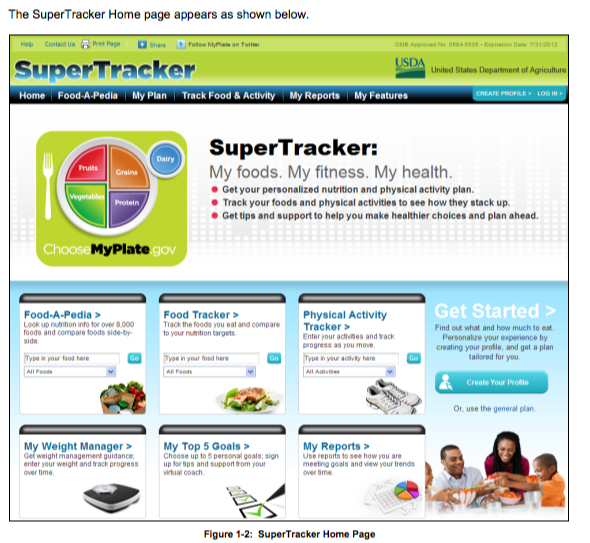 The SuperTracker Home page appears as shown below.
Help Contact Us Print Page Share Follow MyPlate on Twitter OMB Approved No. 0584-0535 - Expiration Date: 7/31/2012
SuperTracker USDA United States Department of Agriculture
Home Food-A-Pedia My Plan Track Food & Activity My Reports My Features CREATE PROFILE > LOG IN >
Fruits
Grains
Dairy
Vegetables
Protein
ChooseMyPlate.gov
SuperTracker:
My foods. My fitness. My health.
Get your personalized nutrition and physical activity plan.
Track your foods and physical activities to see how they stack up.
Get tips and support to help you make healthier choices and plan ahead.
Food-A-Pedia >
Look up nutrition info for over 8,000
foods and compare foods side-by-
side.
Type in your food here Go
All Foods
Food Tracker >
Track the foods you eat and compare
to your nutrition targets.
Type in your food here Go
All Foods
Physical Activity
Tracker >
Enter your activities and track
progress as you move.
Type in your activity here Go
All Activities
Get Started >
Find out what and how much to eat.
Personalize your experience by
creating your profile, and get a plan
tailored for you.
Create Your Profile
Or, use the general plan.
My Weight Manager >
Get weight management guidance;
enter your weight and track progress
over time.
My Top 5 Goals >
Choose up to 5 personal goals; sign
up for tips and support from your
virtual coach.
My Reports >
Use reports to see how you are
meeting goals and view your trends
over time.
Figure 1-2: SuperTracker Home Page